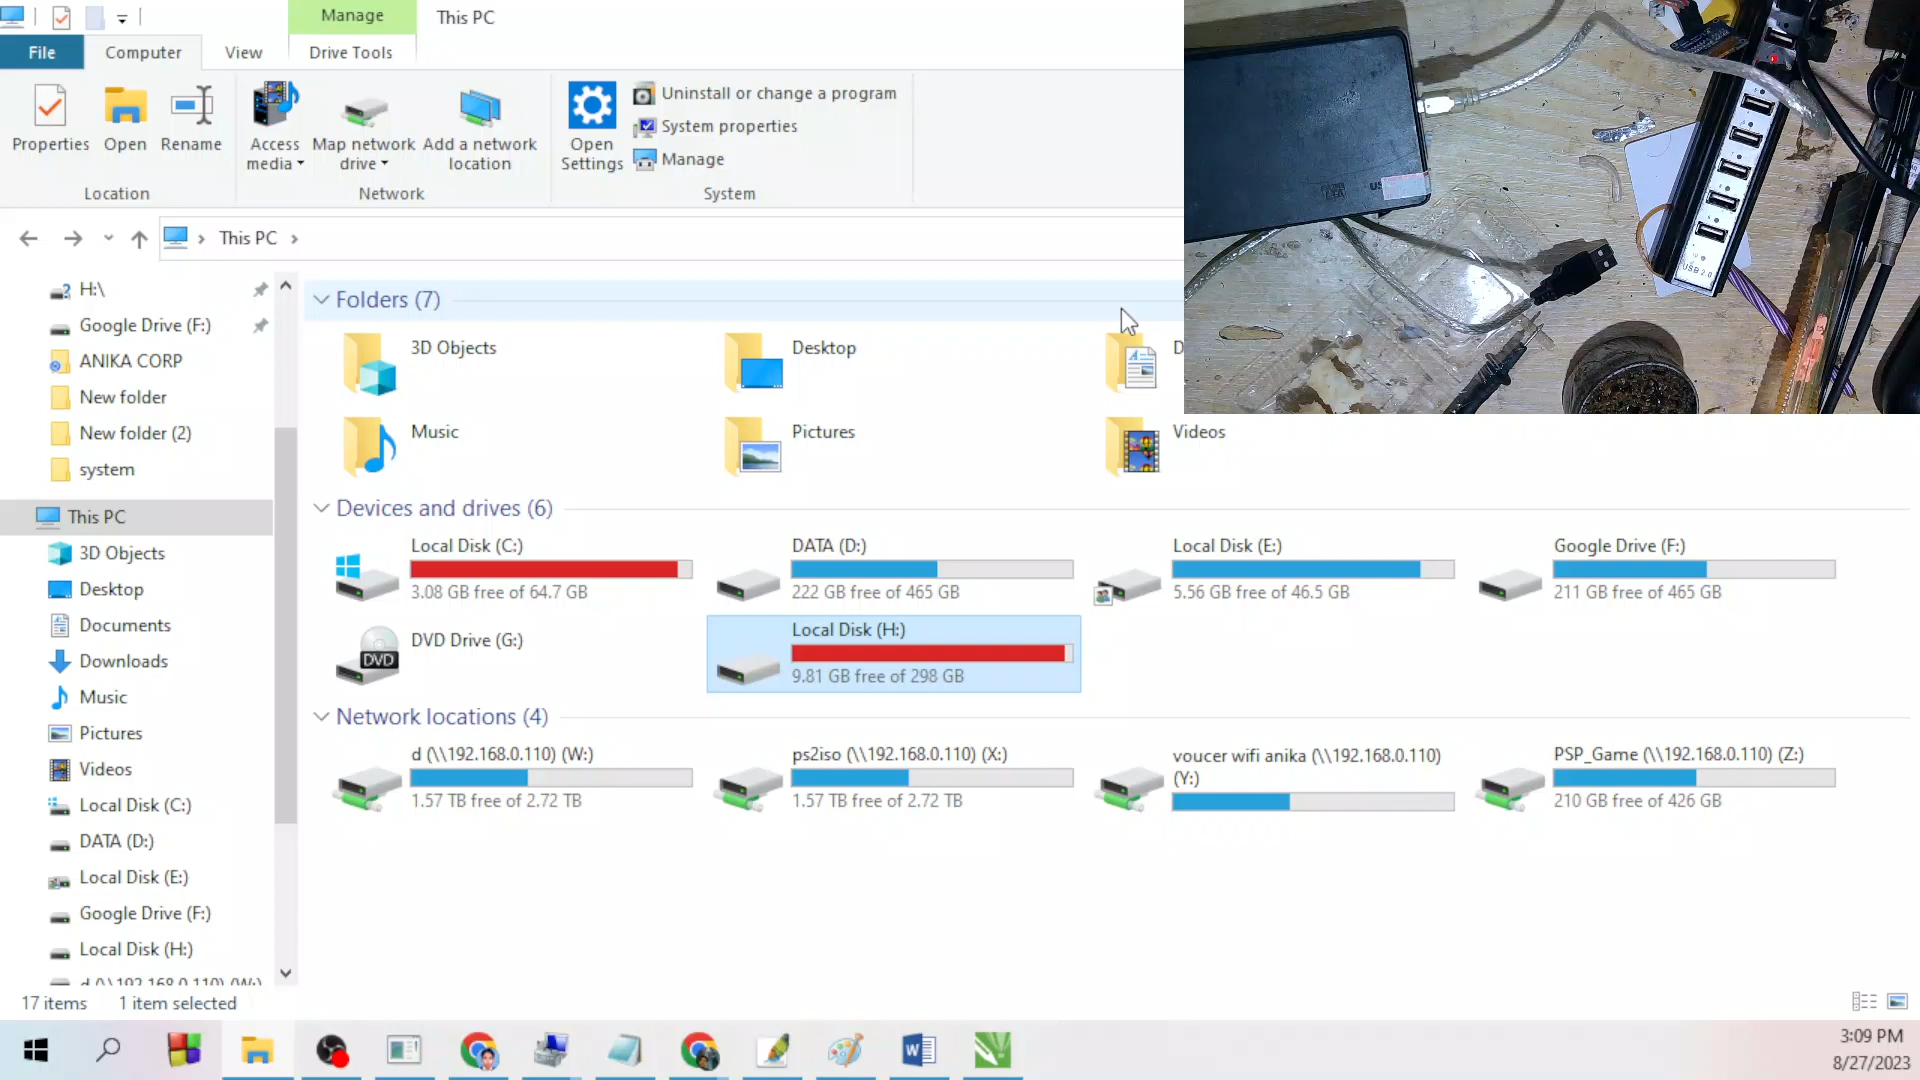 Manage
This PC
File
Computer
View
Drive Tools
Properties
Open
Rename
Access media
Map network drive
Add a network location
Open Settings
Uninstall or change a program
System properties
Manage
Location
Network
System
This PC
H:\
Google Drive (F:)
ANIKA CORP
New folder
New folder (2)
system
This PC
3D Objects
Desktop
Documents
Downloads
Music
Pictures
Videos
Local Disk (C:)
DATA (D:)
Local Disk (E:)
Google Drive (F:)
Local Disk (H:)
d (\\192.168.0.110) (W:)
Folders (7)
3D Objects
Desktop
D
Music
Pictures
Videos
Devices and drives (6)
Local Disk (C:)
3.08 GB free of 64.7 GB
DATA (D:)
222 GB free of 465 GB
Local Disk (E:)
5.56 GB free of 46.5 GB
Google Drive (F:)
211 GB free of 465 GB
DVD Drive (G:)
DVD
Local Disk (H:)
9.81 GB free of 298 GB
Network locations (4)
d (\\192.168.0.110) (W:)
1.57 TB free of 2.72 TB
ps2iso (\\192.168.0.110) (X:)
1.57 TB free of 2.72 TB
voucer wifi anika (\\192.168.0.110)
(Y:)
PSP_Game (\\192.168.0.110) (Z:)
210 GB free of 426 GB
USB 2.0
17 items
1 item selected
3:09 PM
8/27/2023